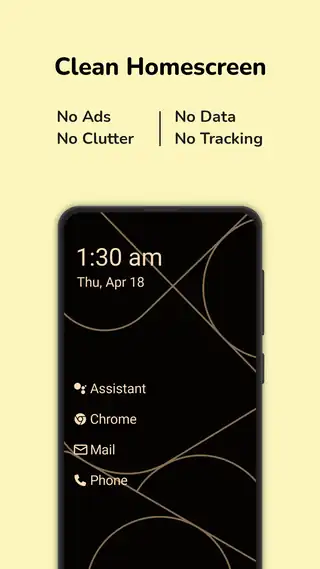 Clean Homescreen
No Ads
No Clutter
No Data
No Tracking
1:30 am
Thu, Apr 18
Assistant
Chrome
Mail
Phone